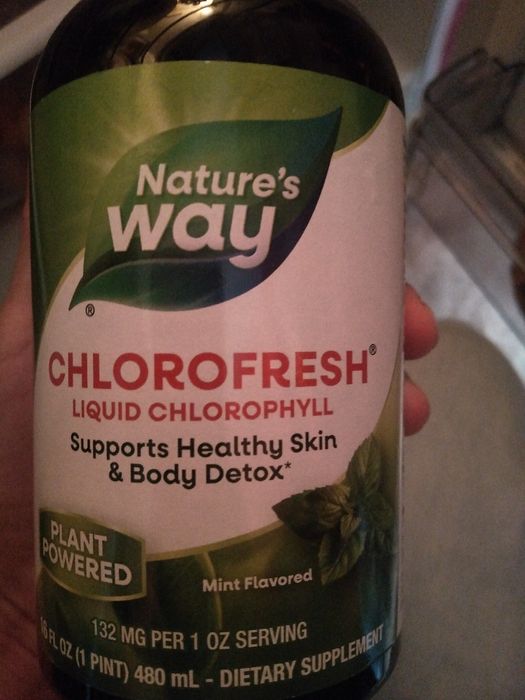 Nature's
way
®
CHLOROFRESH®
LIQUID CHLOROPHYLL
Supports Healthy Skin
& Body Detox*
PLANT
POWERED
Mint Flavored
132 MG PER 1 OZ SERVING
16 FL OZ (1 PINT) 480 mL - DIETARY SUPPLEMENT